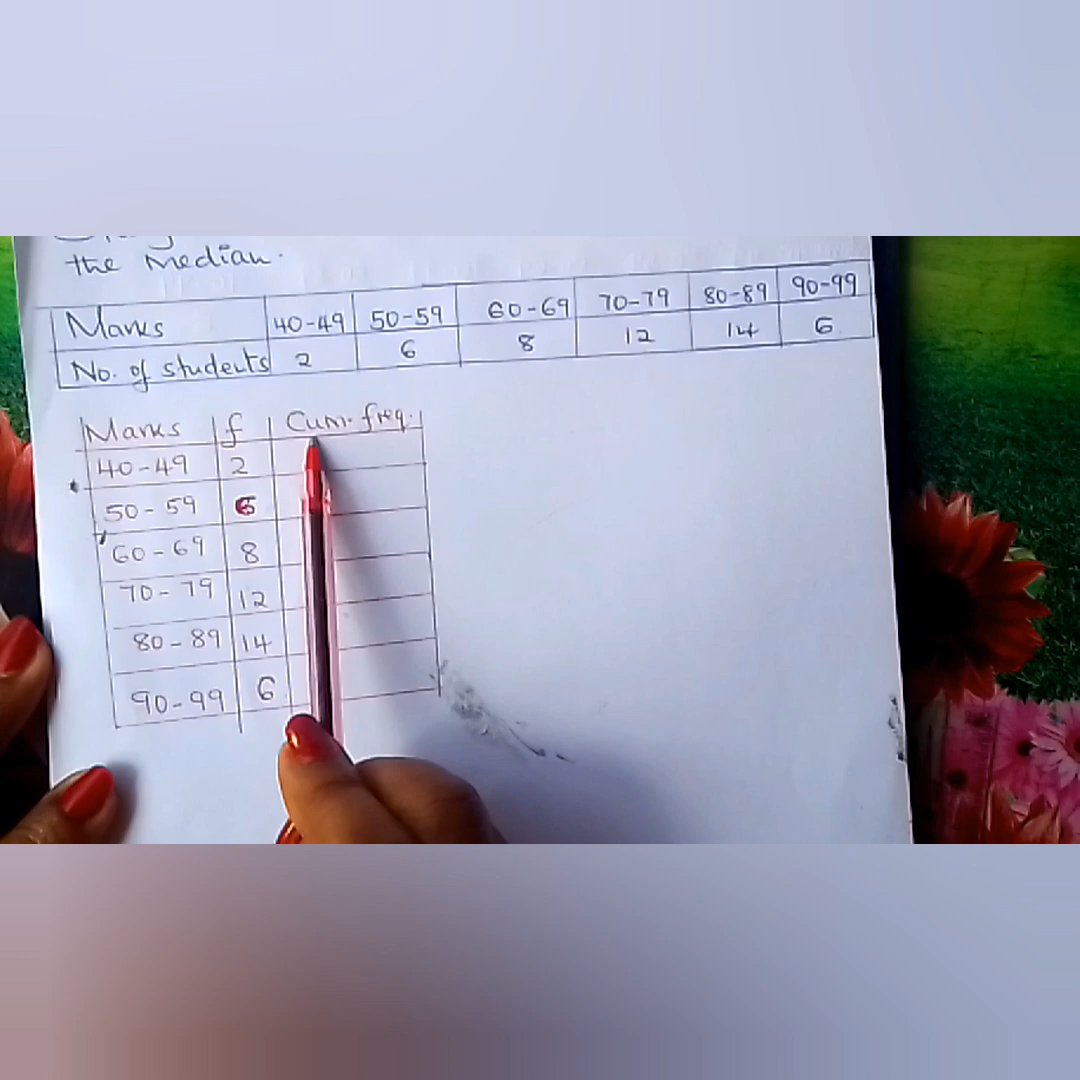 the Median.
Marks 40-49 50-59 60-69 70-79 80-89 90-99
No. of students 2 6 8 12 14 6
Marks f Cum. freq.
40-49 2
50-59 6
60-69 8
70-79 12
80-89 14
90-99 6